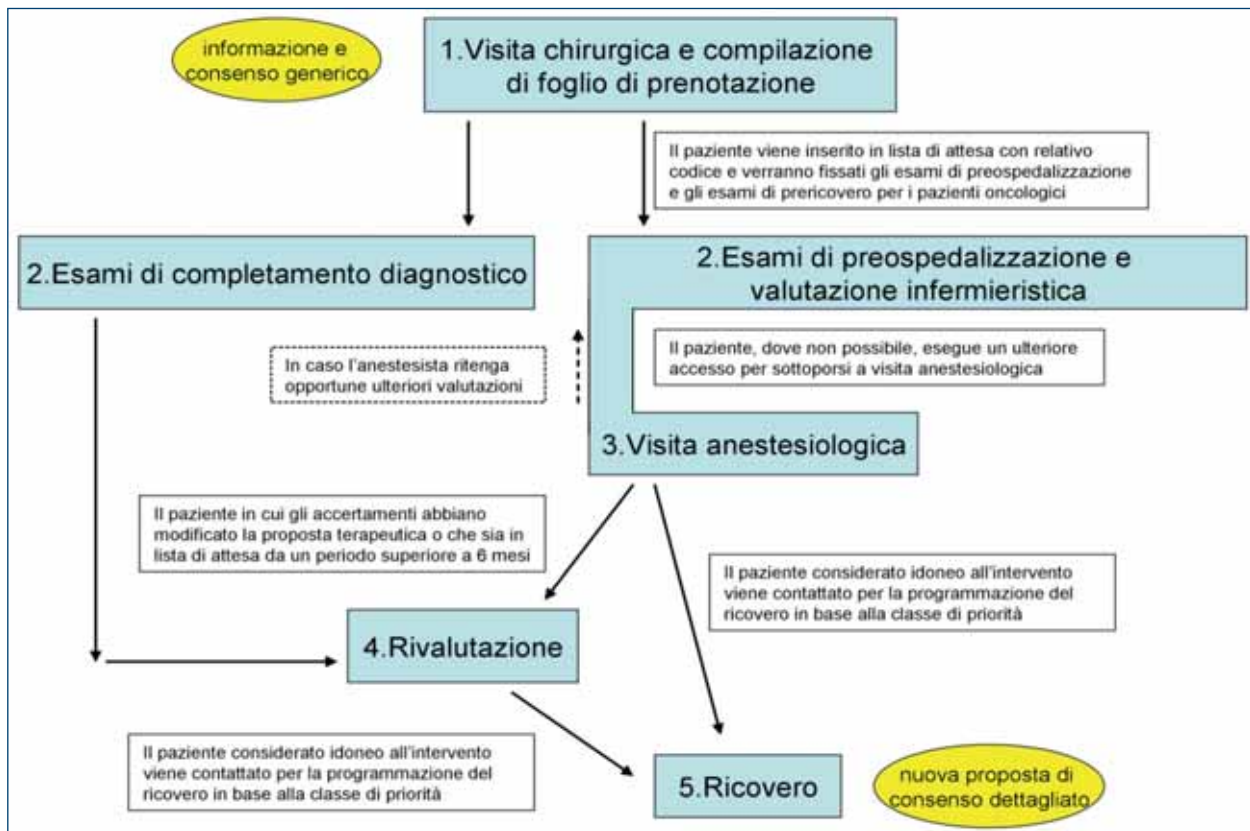 informazione e
consenso generico
1.Visita chirurgica e compilazione
di foglio di prenotazione
Il paziente viene inserito in lista di attesa con relativo
codice e verranno fissati gli esami di preospedalizzazione
e gli esami di prericovero per i pazienti oncologici
2.Esami di completamento diagnostico
2.Esami di preospedalizzazione e
valutazione infermieristica
In caso l'anestesista ritenga
opportune ulteriori valutazioni
Il paziente, dove non possibile, esegue un ulteriore
accesso per sottoporsi a visita anestesiologica
3.Visita anestesiologica
Il paziente in cui gli accertamenti abbiano
modificato la proposta terapeutica o che sia in
lista di attesa da un periodo superiore a 6 mesi
Il paziente considerato idoneo all'intervento
viene contattato per la programmazione del
ricovero in base alla classe di priorità
4.Rivalutazione
Il paziente considerato idoneo all'intervento
viene contattato per la programmazione del
ricovero in base alla classe di priorità
5.Ricovero
nuova proposta di
consenso dettagliato